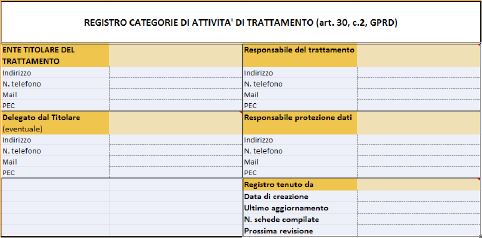 REGISTRO CATEGORIE DI ATTIVITA' DI TRATTAMENTO (art. 30, c.2, GPRD)
ENTE TITOLARE DEL TRATTAMENTO
Responsabile del trattamento
Indirizzo
Indirizzo
N. telefono
N. telefono
Mail
Mail
PEC
PEC
Delegato dal Titolare
(eventuale)
Responsabile protezione dati
Indirizzo
Indirizzo
N. telefono
N. telefono
Mail
Mail
PEC
PEC
Registro tenuto da
Data di creazione
Ultimo aggiornamento
N. schede compilate
Prossima revisione